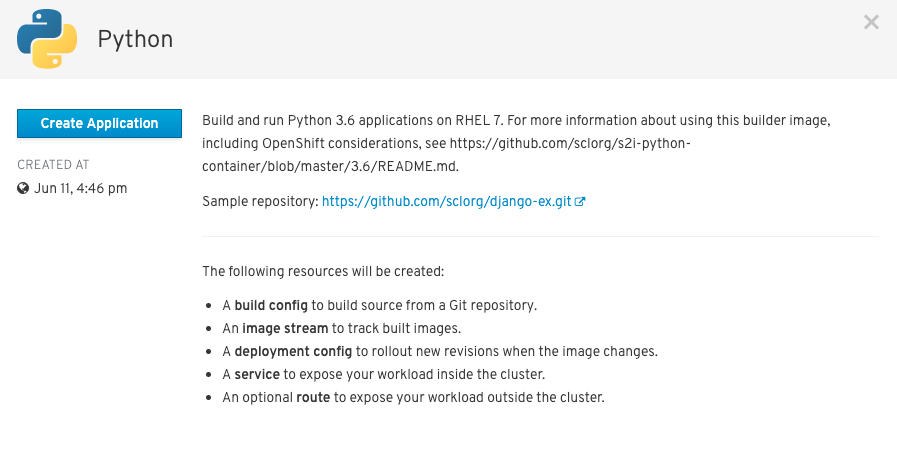 Python
Create Application
CREATED AT
Jun 11, 4:46 pm
Build and run Python 3.6 applications on RHEL 7. For more information about using this builder image,
including OpenShift considerations, see https://github.com/sclorg/s2i-python-
container/blob/master/3.6/README.md.
Sample repository: https://github.com/sclorg/django-ex.git
The following resources will be created:
• A build config to build source from a Git repository.
• An image stream to track built images.
• A deployment config to rollout new revisions when the image changes.
• A service to expose your workload inside the cluster.
• An optional route to expose your workload outside the cluster.